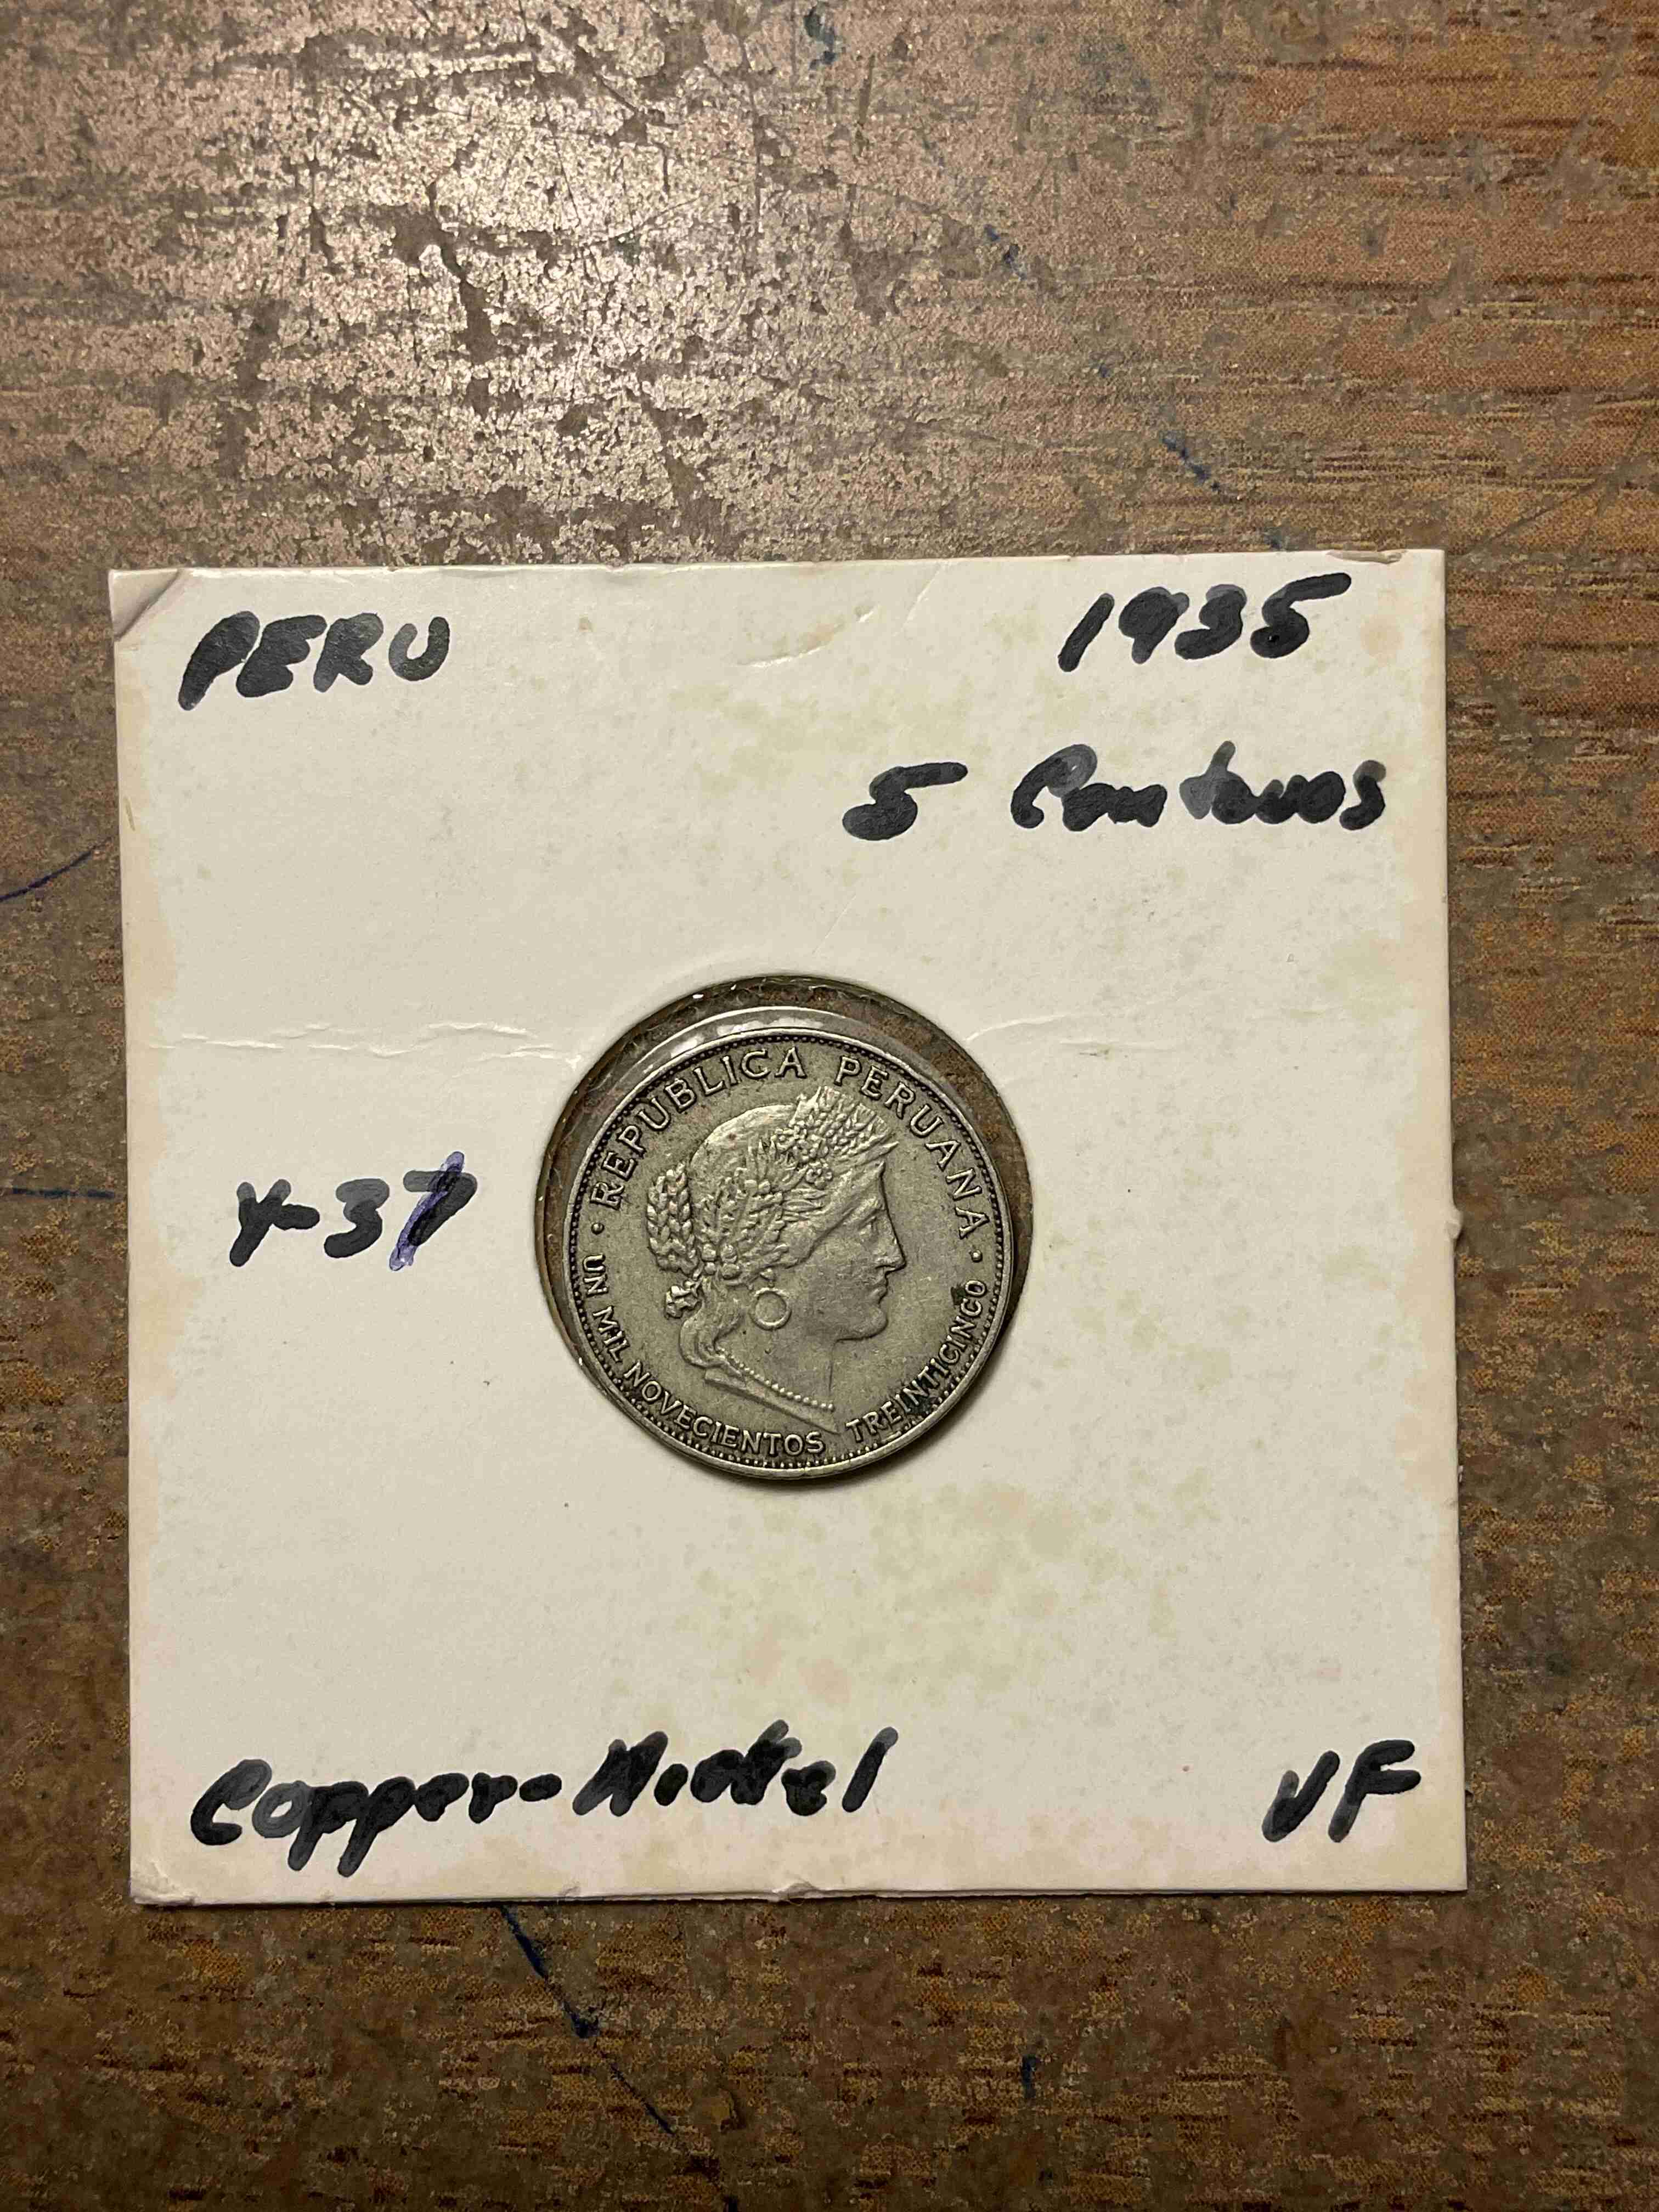 PERU 1935
5 Centavos
· REPUBLICA PERUANA ·
UN MIL NOVECIENTOS TREINTICINCO
Y-37
Copper-Nickel VF